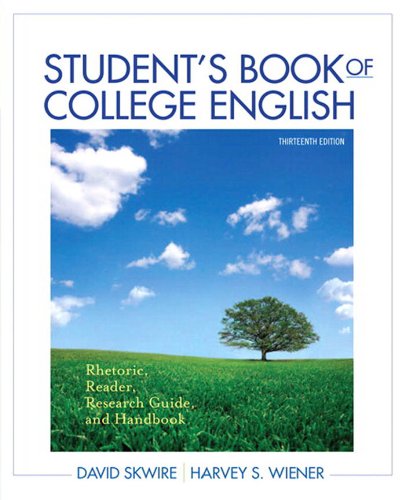 STUDENT'S BOOK OF
COLLEGE ENGLISH
THIRTEENTH EDITION
Rhetoric,
Reader,
Research Guide,
and Handbook
DAVID SKWIRE | HARVEY S. WIENER